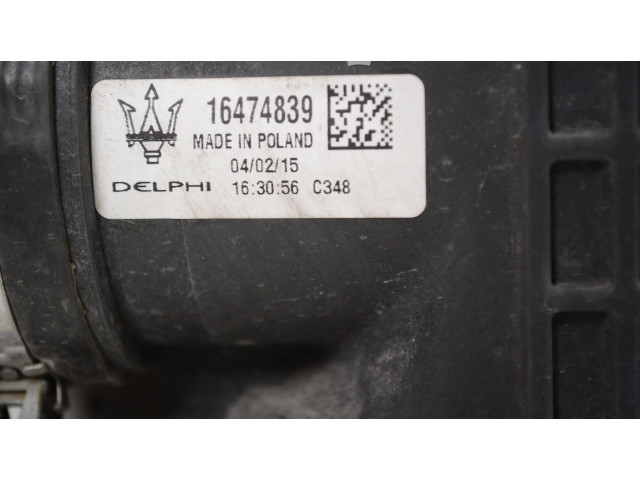 16474839
MADE IN POLAND
04/02/15
DELPHI 16:30:56 C348